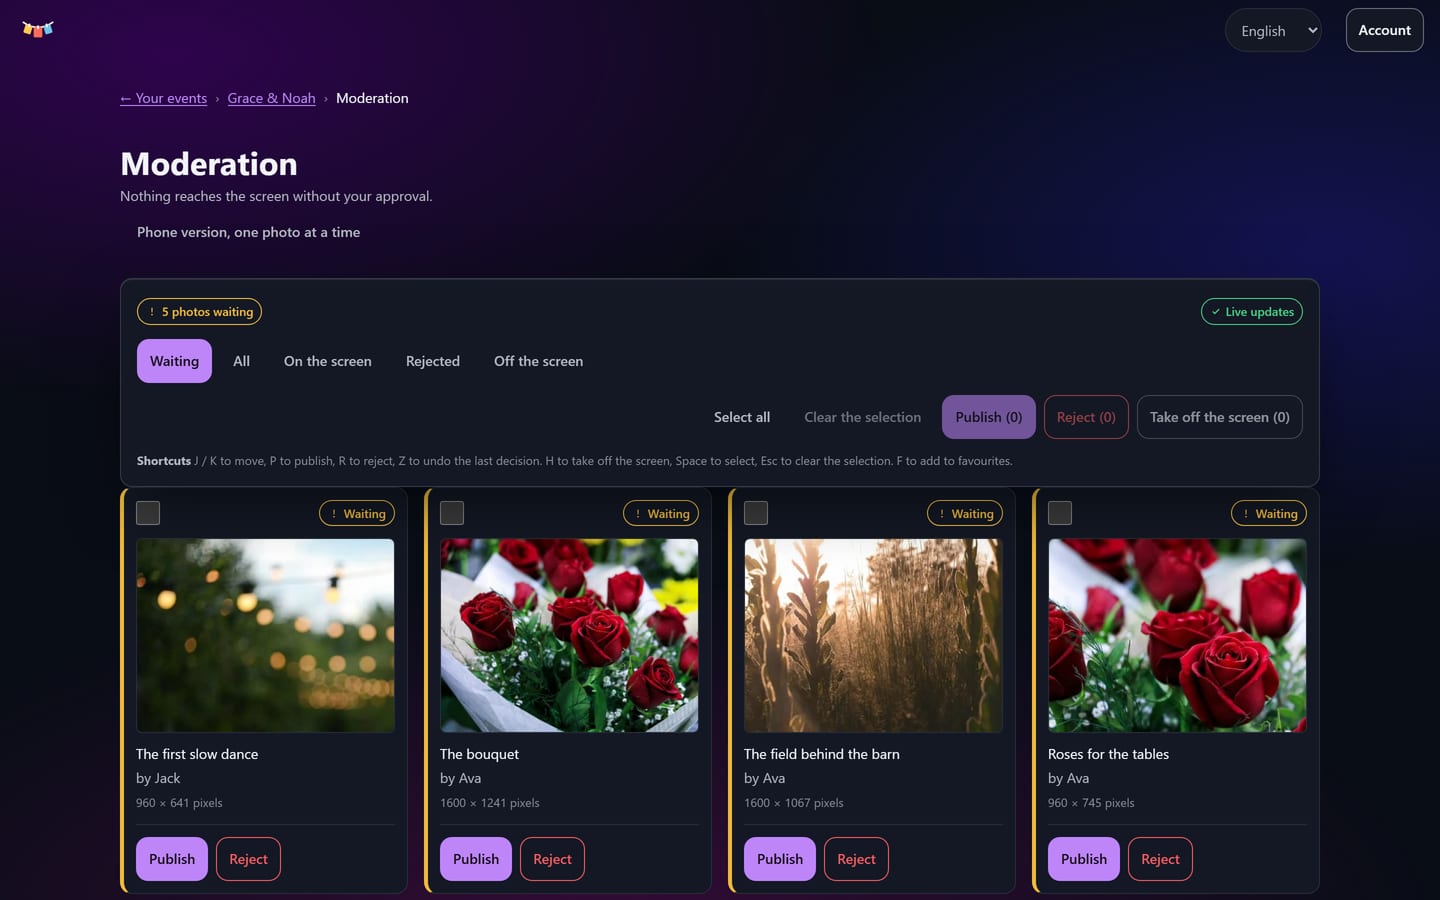 English
Account
← Your events › Grace & Noah › Moderation
Moderation
Nothing reaches the screen without your approval.
Phone version, one photo at a time
! 5 photos waiting
✓ Live updates
Waiting All On the screen Rejected Off the screen
Select all Clear the selection Publish (0) Reject (0) Take off the screen (0)
Shortcuts J / K to move, P to publish, R to reject, Z to undo the last decision. H to take off the screen, Space to select, Esc to clear the selection. F to add to favourites.
! Waiting
The first slow dance
by Jack
960 × 641 pixels
Publish Reject
! Waiting
The bouquet
by Ava
1600 × 1241 pixels
Publish Reject
! Waiting
The field behind the barn
by Ava
1600 × 1067 pixels
Publish Reject
! Waiting
Roses for the tables
by Ava
960 × 745 pixels
Publish Reject